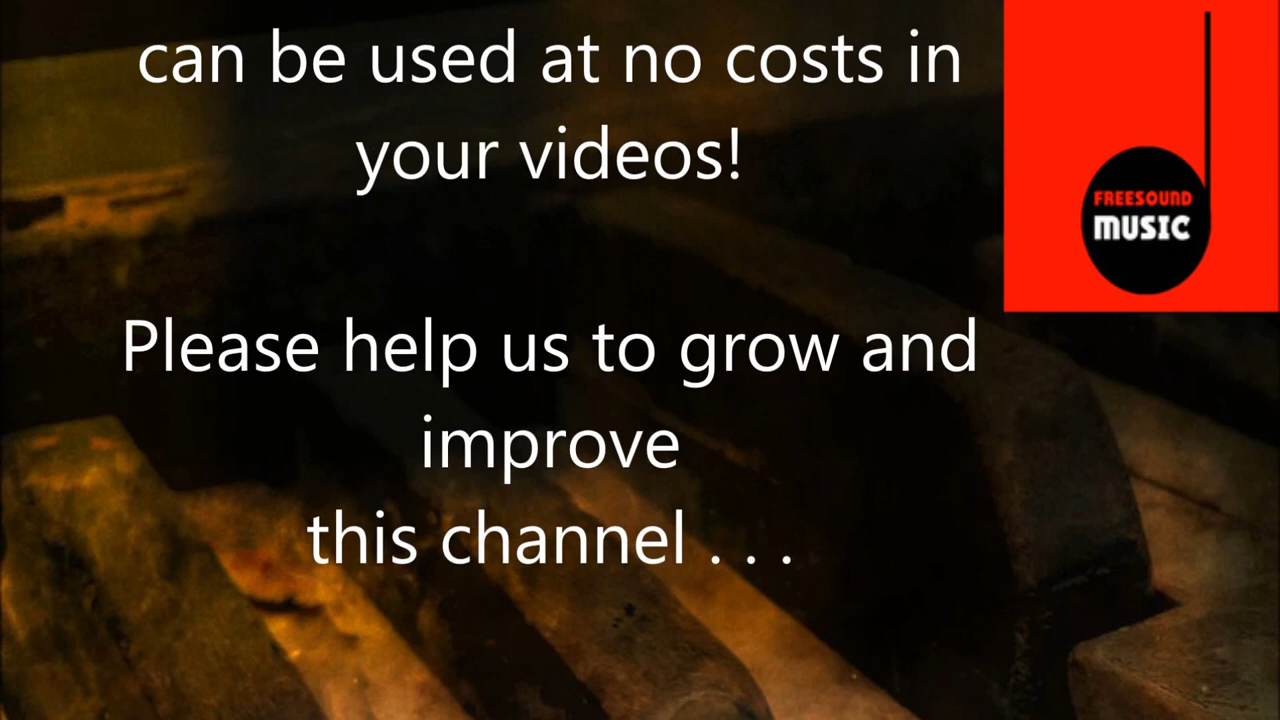 can be used at no costs in
your videos!
Please help us to grow and
improve
this channel . . .
FREESOUND
MUSIC